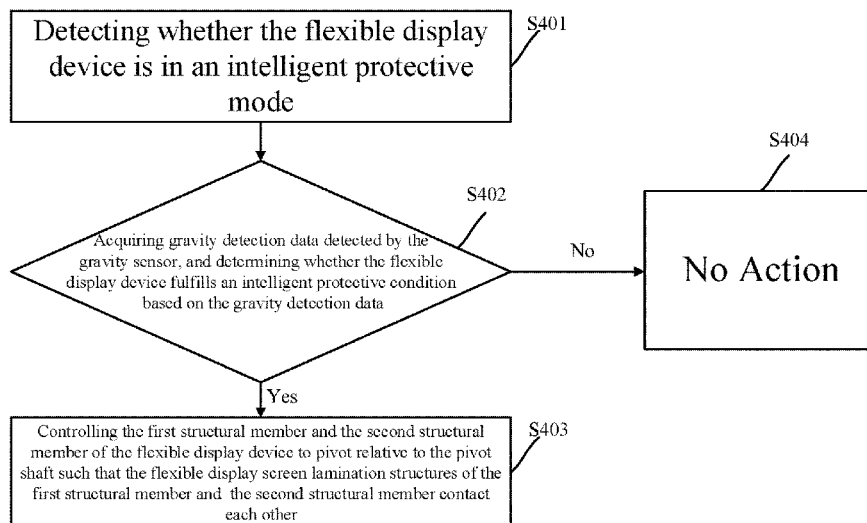 Detecting whether the flexible display
device is in an intelligent protective
mode
S401
S404
S402
Acquiring gravity detection data detected by the
gravity sensor, and determining whether the flexible
display device fulfills an intelligent protective condition
based on the gravity detection data
No
No Action
Yes
Controlling the first structural member and the second structural
member of the flexible display device to pivot relative to the pivot
shaft such that the flexible display screen lamination structures of the
first structural member and the second structural member contact
each other
S403